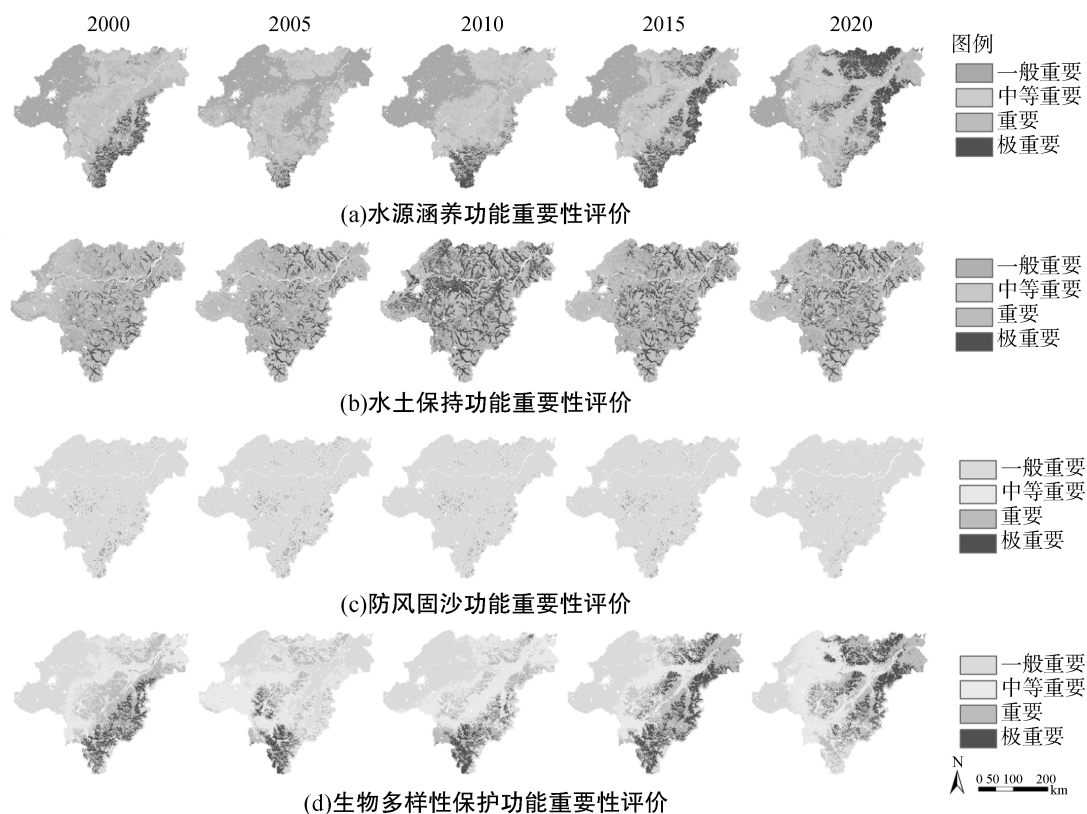 2000 2005 2010 2015 2020
图例
一般重要
中等重要
重要
极重要
(a)水源涵养功能重要性评价
一般重要
中等重要
重要
极重要
(b)水土保持功能重要性评价
一般重要
中等重要
重要
极重要
(c)防风固沙功能重要性评价
一般重要
中等重要
重要
极重要
N
0 50 100 200
km
(d)生物多样性保护功能重要性评价